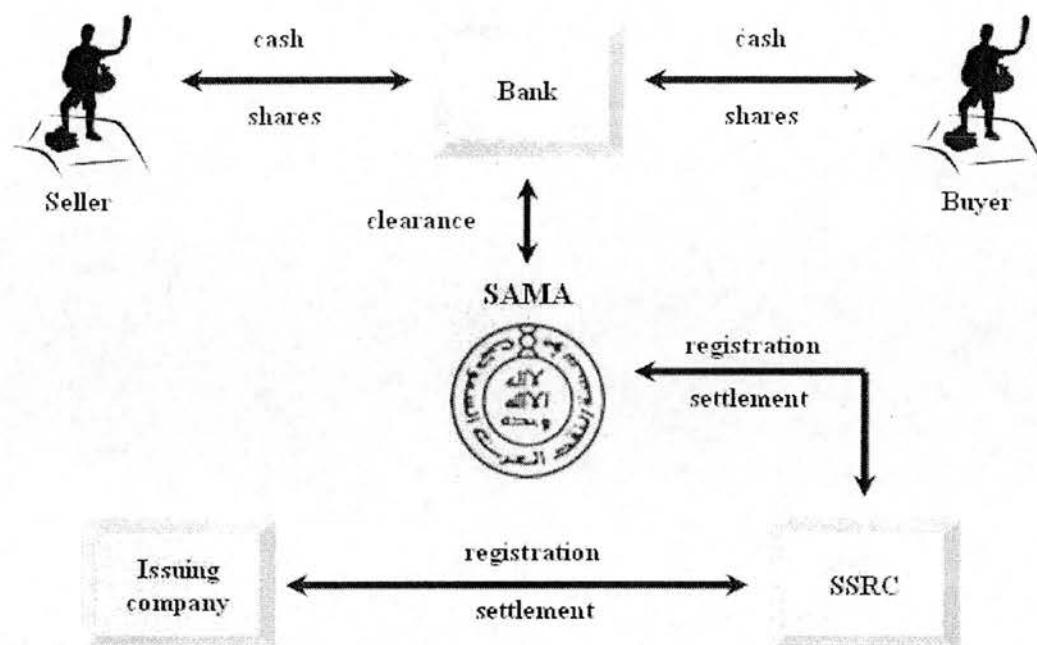 cash
cash
Bank
shares
shares
Seller
Buyer
clearance
SAMA
registration
settlement
registration
Issuing
company
SSRC
settlement